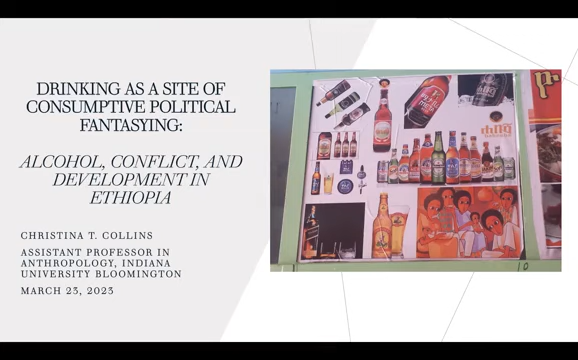 DRINKING AS A SITE OF
CONSUMPTIVE POLITICAL
FANTASYING:
ALCOHOL, CONFLICT, AND
DEVELOPMENT IN
ETHIOPIA
CHRISTINA T. COLLINS
ASSISTANT PROFESSOR IN
ANTHROPOLOGY, INDIANA
UNIVERSITY BLOOMINGTON
MARCH 23, 2023